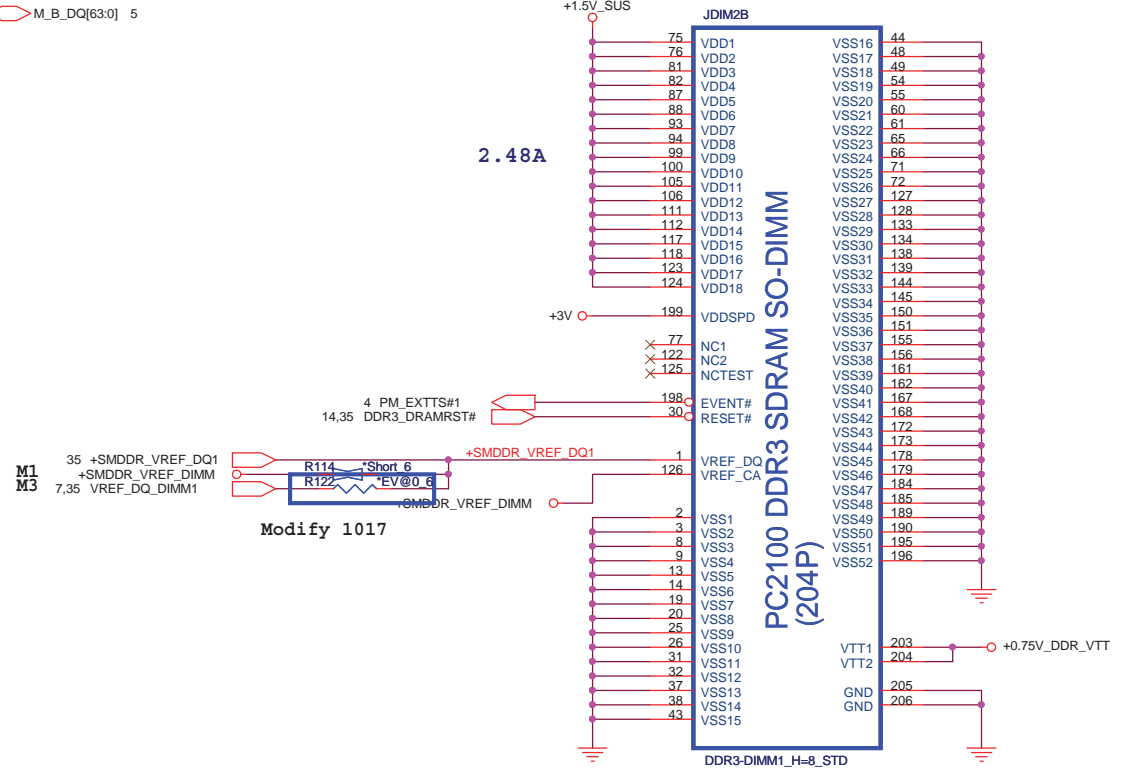 M_B_DQ[63:0] 5
+1.5V_SUS
JDIM2B
2.48A
75 VDD1
76 VDD2
81 VDD3
82 VDD4
87 VDD5
88 VDD6
93 VDD7
94 VDD8
99 VDD9
100 VDD10
105 VDD11
106 VDD12
111 VDD13
112 VDD14
117 VDD15
118 VDD16
123 VDD17
124 VDD18
+3V 199 VDDSPD
77 NC1
122 NC2
125 NCTEST
4 PM_EXTTS#1 198 EVENT#
14,35 DDR3_DRAMRST# 30 RESET#
M1
M3
35 +SMDDR_VREF_DQ1
+SMDDR_VREF_DIMM
7,35 VREF_DQ_DIMM1
R114 *Short_6
R122 *EV@0_6
+SMDDR_VREF_DQ1
1 VREF_DQ
126 VREF_CA
+SMDDR_VREF_DIMM
Modify 1017
2 VSS1
3 VSS2
8 VSS3
9 VSS4
13 VSS5
14 VSS6
19 VSS7
20 VSS8
25 VSS9
26 VSS10
31 VSS11
32 VSS12
37 VSS13
38 VSS14
43 VSS15
PC2100 DDR3 SDRAM SO-DIMM
(204P)
VSS16 44
VSS17 48
VSS18 49
VSS19 54
VSS20 55
VSS21 60
VSS22 61
VSS23 65
VSS24 66
VSS25 71
VSS26 72
VSS27 127
VSS28 128
VSS29 133
VSS30 134
VSS31 138
VSS32 139
VSS33 144
VSS34 145
VSS35 150
VSS36 151
VSS37 155
VSS38 156
VSS39 161
VSS40 162
VSS41 167
VSS42 168
VSS43 172
VSS44 173
VSS45 178
VSS46 179
VSS47 184
VSS48 185
VSS49 189
VSS50 190
VSS51 195
VSS52 196
VTT1 203
VTT2 204
+0.75V_DDR_VTT
GND 205
GND 206
DDR3-DIMM1_H=8_STD